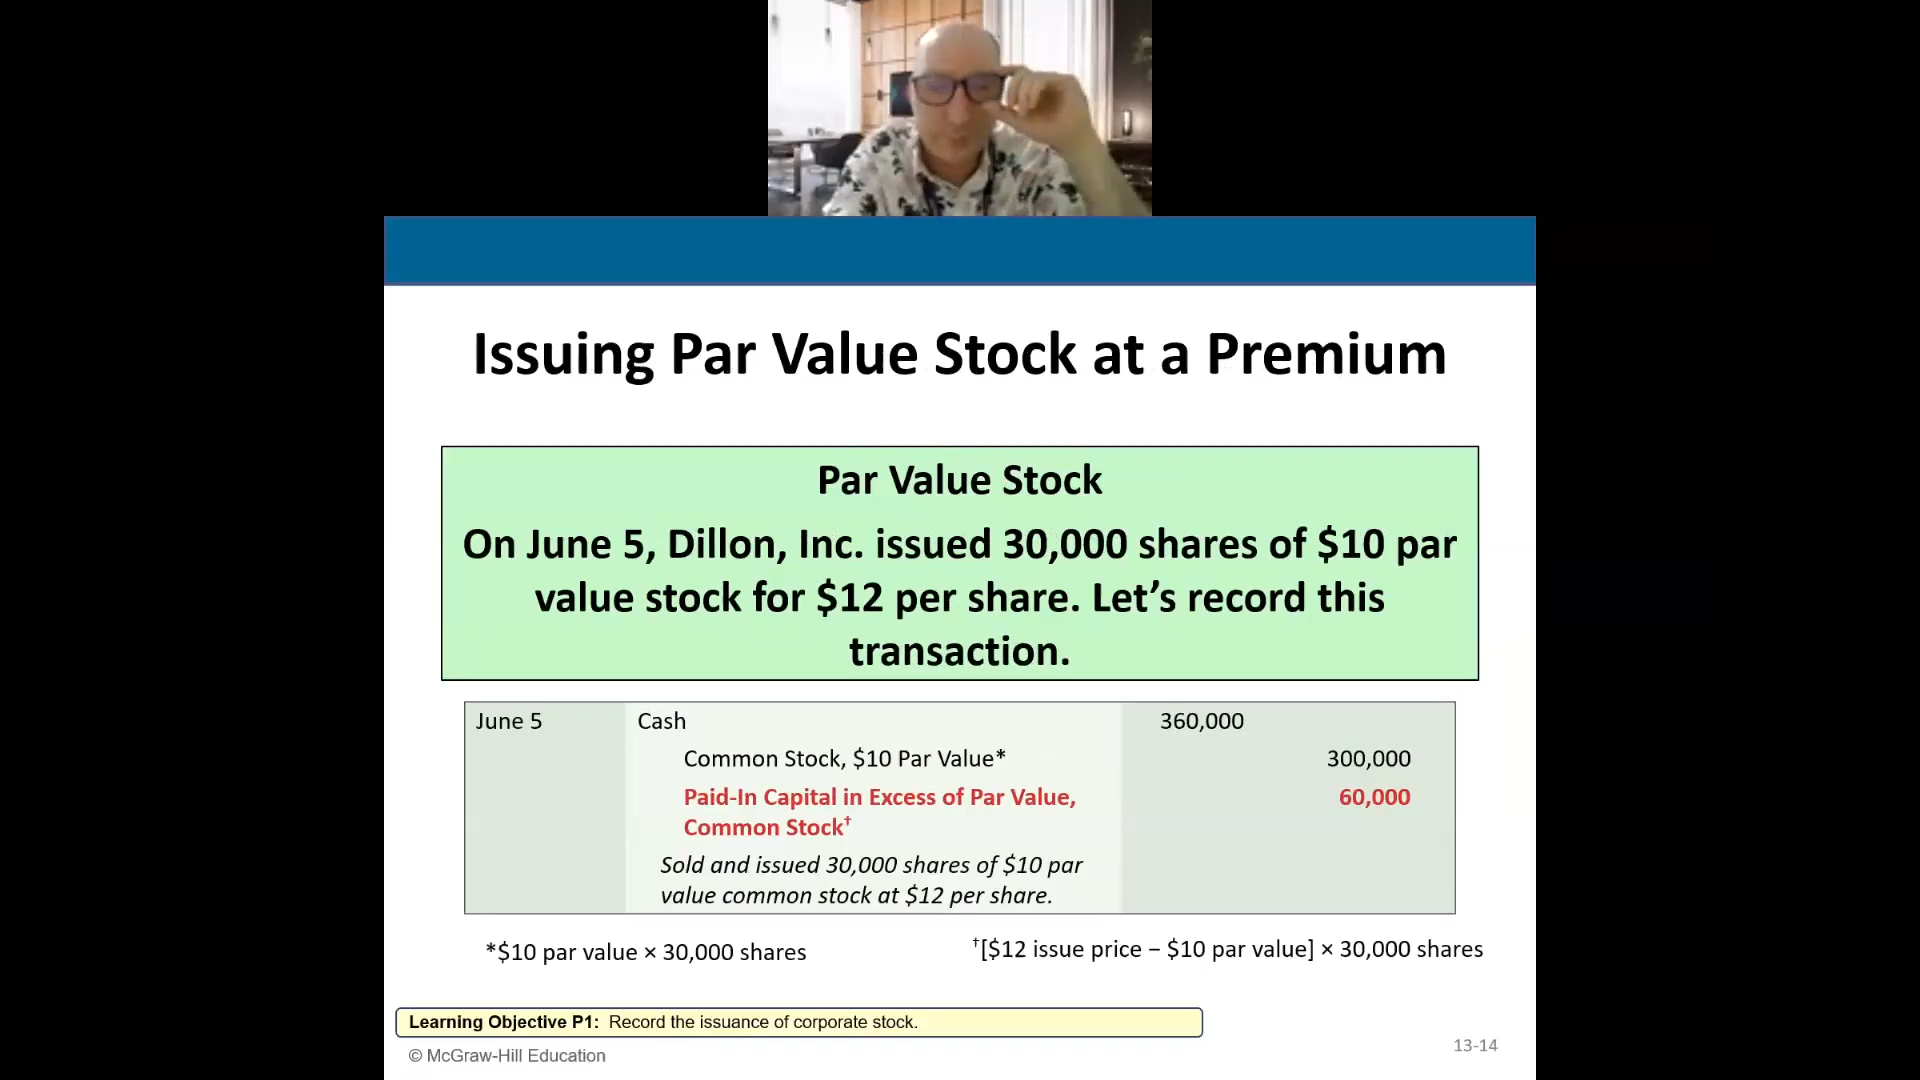 Issuing Par Value Stock at a Premium
Par Value Stock
On June 5, Dillon, Inc. issued 30,000 shares of $10 par
value stock for $12 per share. Let’s record this
transaction.
June 5 Cash 360,000
Common Stock, $10 Par Value* 300,000
Paid-In Capital in Excess of Par Value, 60,000
Common Stock†
Sold and issued 30,000 shares of $10 par
value common stock at $12 per share.
*$10 par value × 30,000 shares
†[$12 issue price − $10 par value] × 30,000 shares
Learning Objective P1: Record the issuance of corporate stock.
© McGraw-Hill Education
13-14